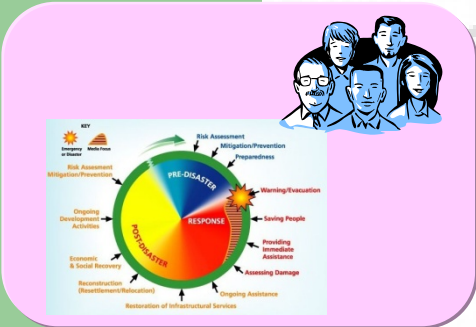 KEY
Emergency
or Disaster
Media Focus
Risk Assessment
Mitigation/Prevention
Preparedness
Warning/Evacuation
Saving People
Providing
Immediate
Assistance
Assessing Damage
Ongoing Assistance
Restoration of Infrastructural Services
Reconstruction
(Resettlement/Relocation)
Economic
& Social Recovery
Ongoing
Development
Activities
Risk Assesment
Mitigation/Prevention
PRE-DISASTER
RESPONSE
POST-DISASTER